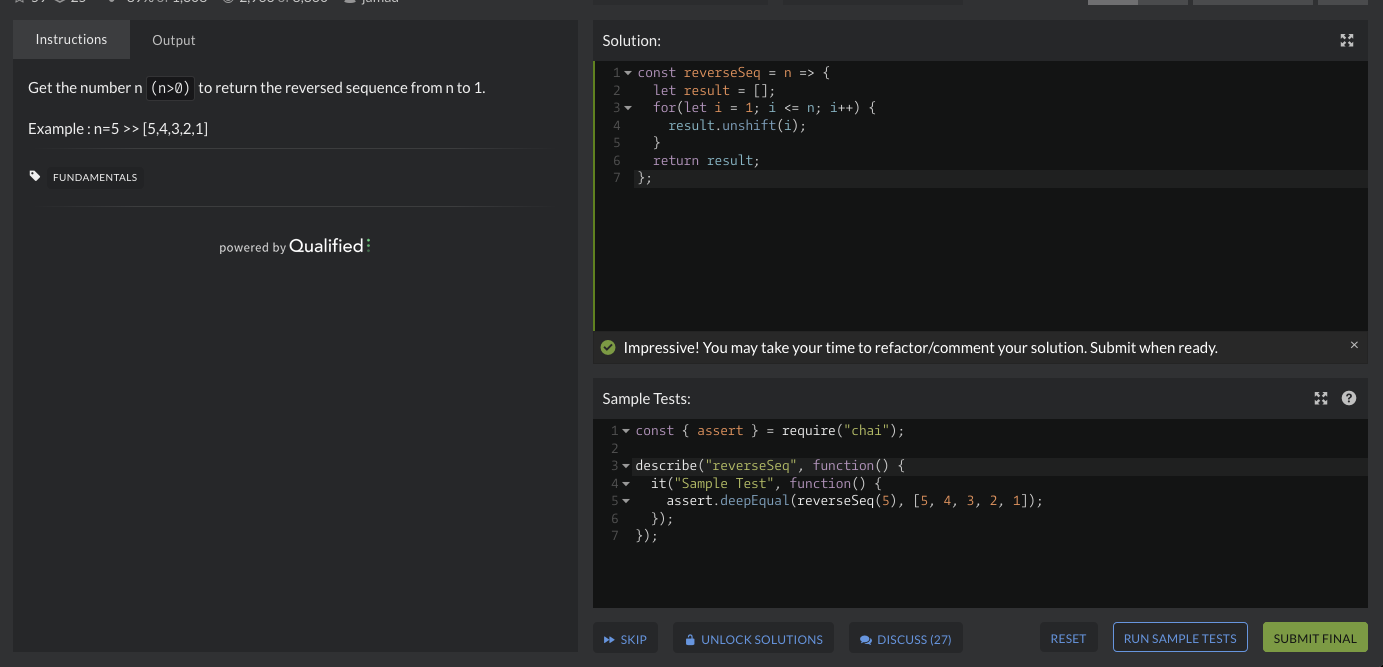 Instructions
Output
Get the number n (n>0) to return the reversed sequence from n to 1.
Example : n=5 >> [5,4,3,2,1]
FUNDAMENTALS
powered by Qualified
Solution:
1 const reverseSeq = n => {
2   let result = [];
3   for(let i = 1; i <= n; i++) {
4     result.unshift(i);
5   }
6   return result;
7 };
Impressive! You may take your time to refactor/comment your solution. Submit when ready.
Sample Tests:
1 const { assert } = require("chai");
2
3 describe("reverseSeq", function() {
4   it("Sample Test", function() {
5     assert.deepEqual(reverseSeq(5), [5, 4, 3, 2, 1]);
6   });
7 });
SKIP
UNLOCK SOLUTIONS
DISCUSS (27)
RESET
RUN SAMPLE TESTS
SUBMIT FINAL